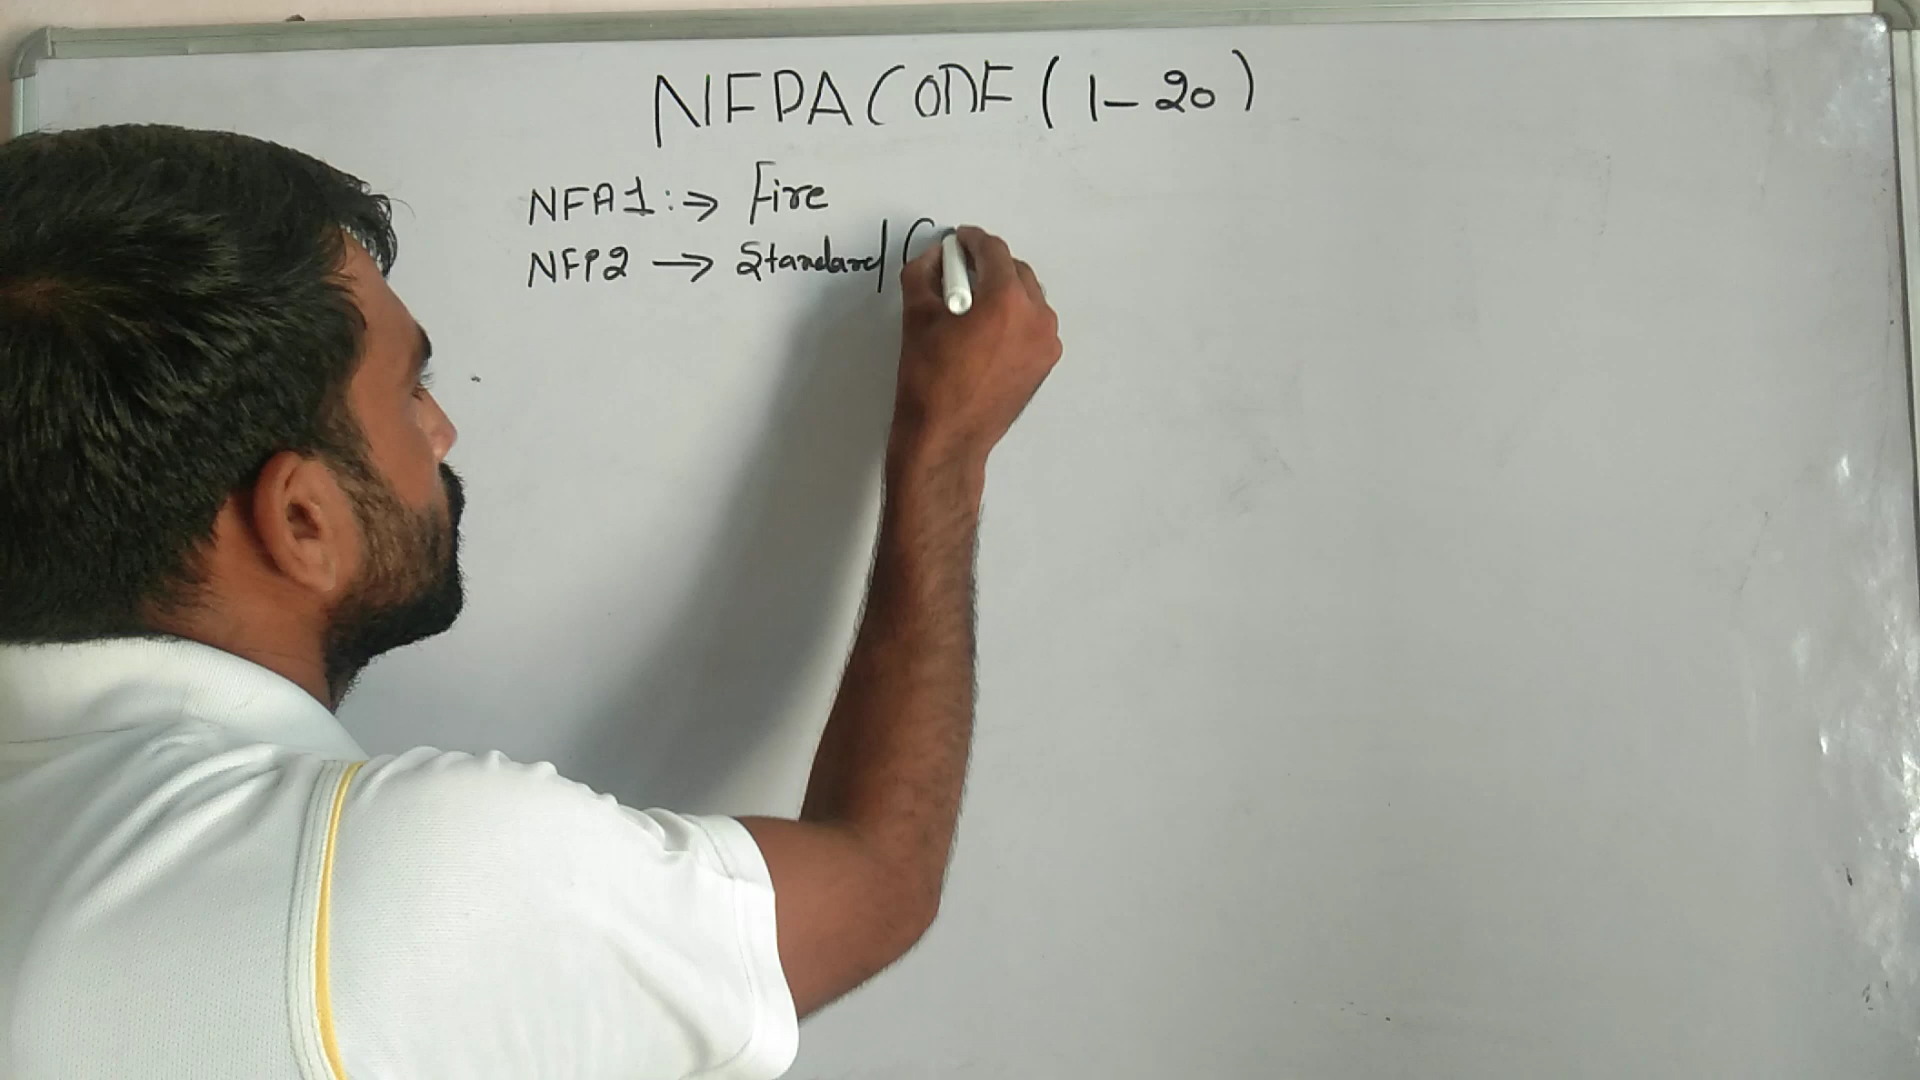 NFPA CODE (1-20)
NFA1:→ Fire
NFP2 → Standard/